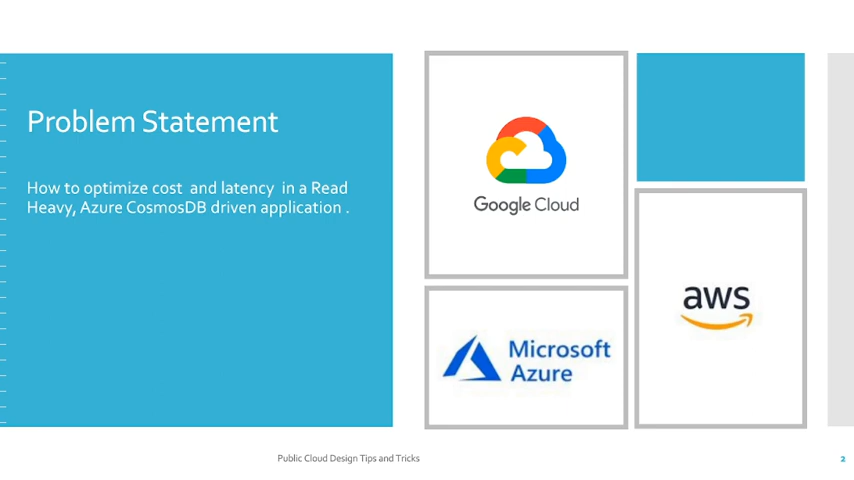 Problem Statement
How to optimize cost and latency in a Read
Heavy, Azure CosmosDB driven application .
Google Cloud
Microsoft
Azure
aws
Public Cloud Design Tips and Tricks
2